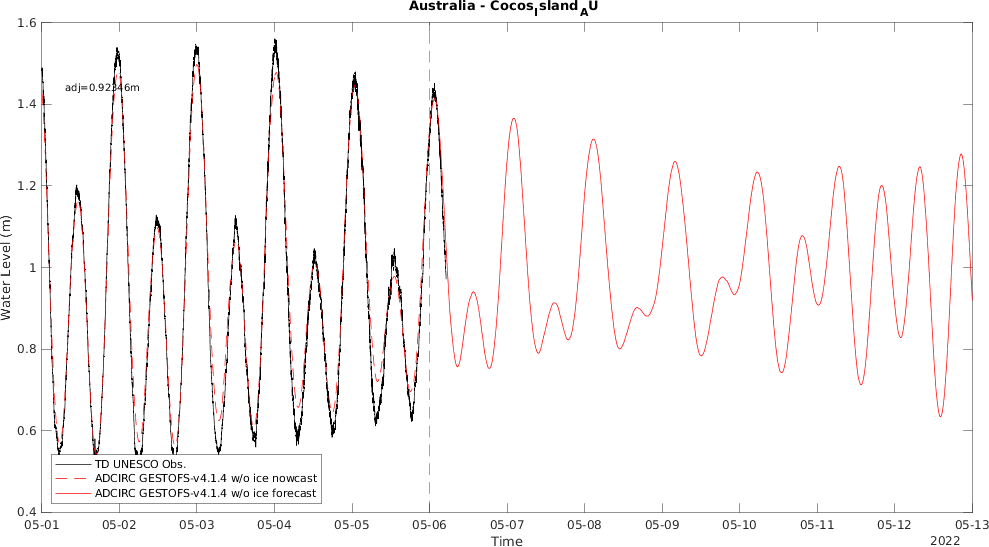 Australia - Cocos_Island_AU
1.6
1.4
1.2
1
0.8
0.6
0.4
Water Level (m)
adj=0.92346m
TD UNESCO Obs.
ADCIRC GESTOFS-v4.1.4 w/o ice nowcast
ADCIRC GESTOFS-v4.1.4 w/o ice forecast
05-01 05-02 05-03 05-04 05-05 05-06 05-07 05-08 05-09 05-10 05-11 05-12 05-13
Time
2022